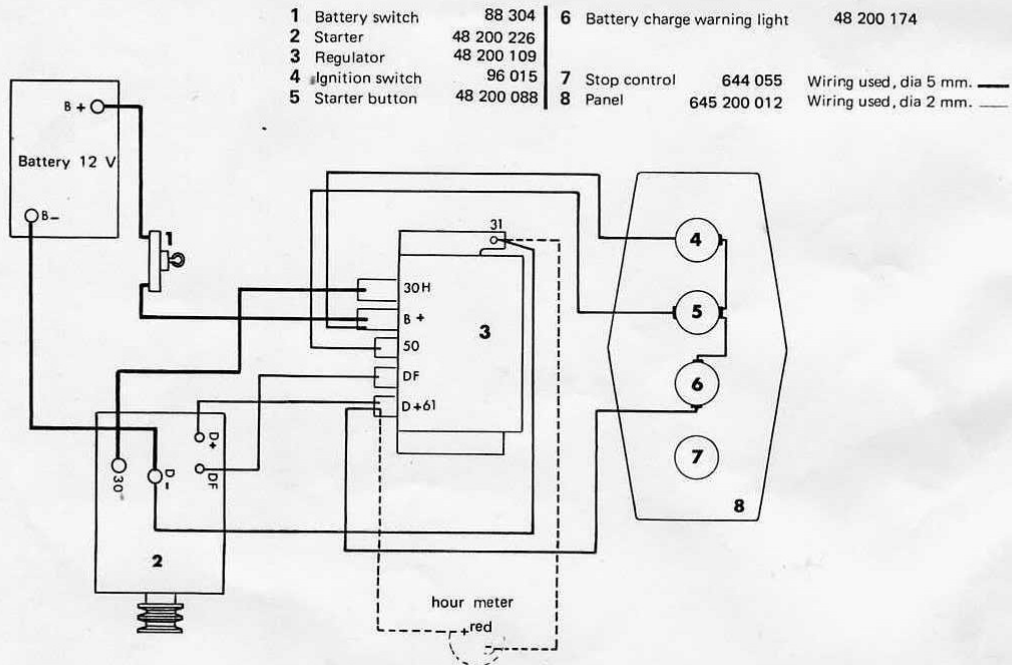 1 Battery switch 88 304
2 Starter 48 200 226
3 Regulator 48 200 109
4 Ignition switch 96 015
5 Starter button 48 200 088
6 Battery charge warning light 48 200 174
7 Stop control 644 055 Wiring used, dia 5 mm.
8 Panel 645 200 012 Wiring used, dia 2 mm.
B +
Battery 12 V
B –
1
31
30H
B +
50
DF
D+61
3
4
5
6
7
8
D+
DF
30
D-
2
hour meter
+ red
-